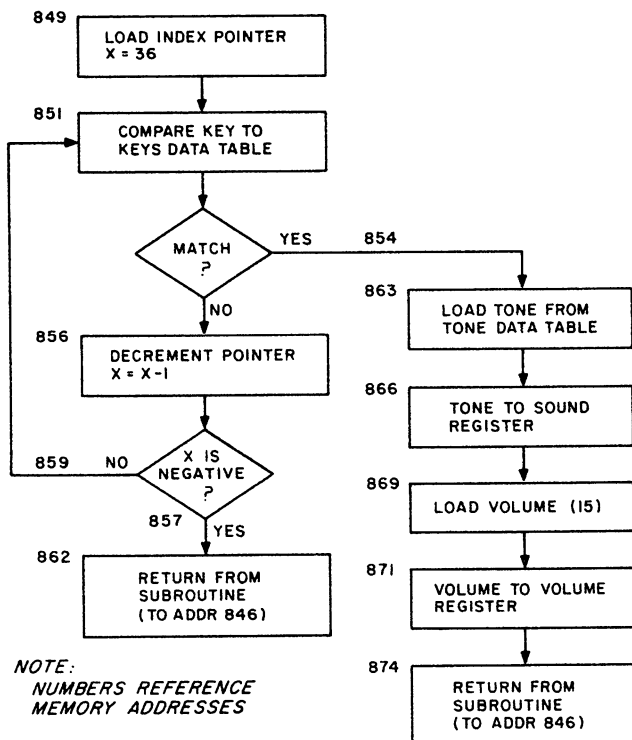 849
LOAD INDEX POINTER
X = 36
851
COMPARE KEY TO
KEYS DATA TABLE
MATCH
?
YES
854
NO
856
DECREMENT POINTER
X = X-1
859
NO
X IS
NEGATIVE
?
857
YES
862
RETURN FROM
SUBROUTINE
(TO ADDR 846)
863
LOAD TONE FROM
TONE DATA TABLE
866
TONE TO SOUND
REGISTER
869
LOAD VOLUME (15)
871
VOLUME TO VOLUME
REGISTER
874
RETURN FROM
SUBROUTINE
(TO ADDR 846)
NOTE:
NUMBERS REFERENCE
MEMORY ADDRESSES